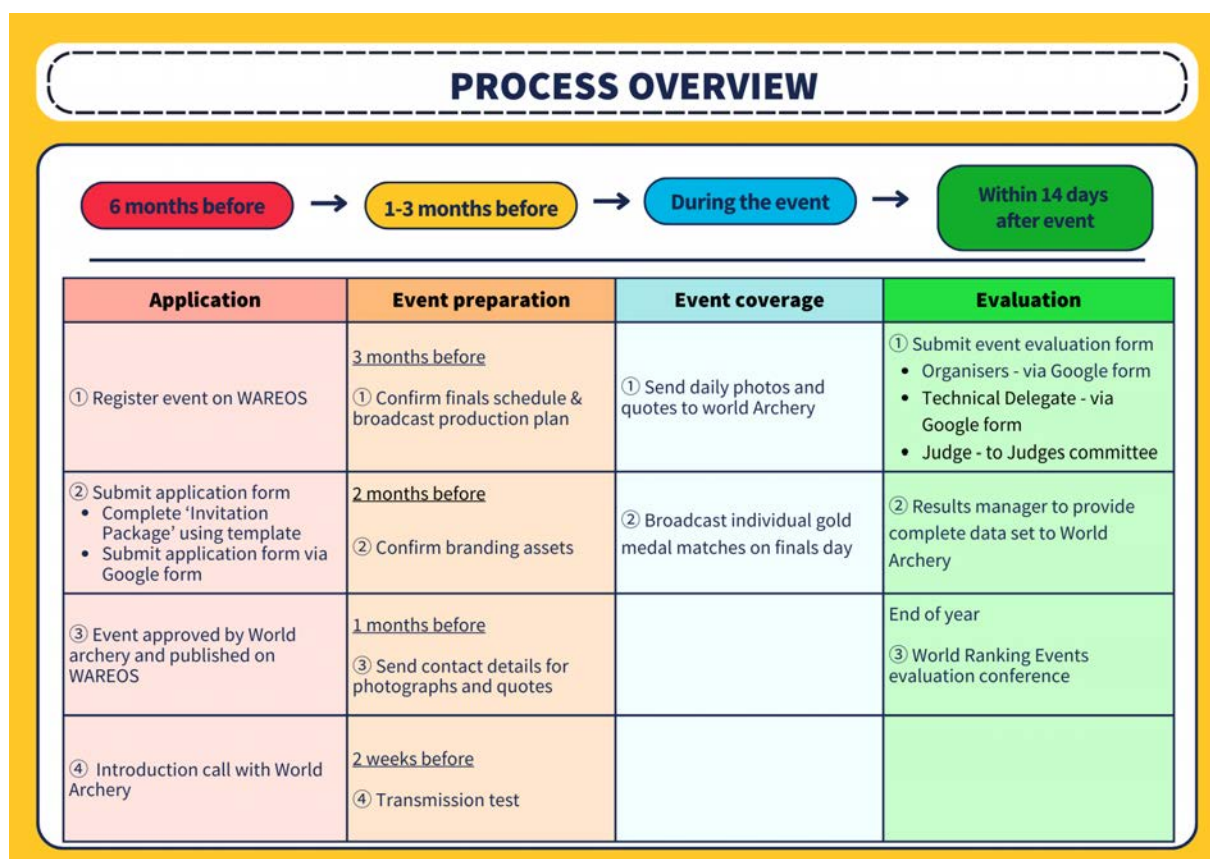 PROCESS OVERVIEW
6 months before
1-3 months before
During the event
Within 14 days
after event
Application
Event preparation
Event coverage
Evaluation
① Register event on WAREOS
3 months before
① Confirm finals schedule &
broadcast production plan
① Send daily photos and
quotes to world Archery
① Submit event evaluation form
• Organisers - via Google form
• Technical Delegate - via
Google form
• Judge - to Judges committee
② Submit application form
• Complete ‘Invitation
Package’ using template
• Submit application form via
Google form
2 months before
② Confirm branding assets
② Broadcast individual gold
medal matches on finals day
② Results manager to provide
complete data set to World
Archery
③ Event approved by World
archery and published on
WAREOS
1 months before
③ Send contact details for
photographs and quotes
End of year
③ World Ranking Events
evaluation conference
④ Introduction call with World
Archery
2 weeks before
④ Transmission test